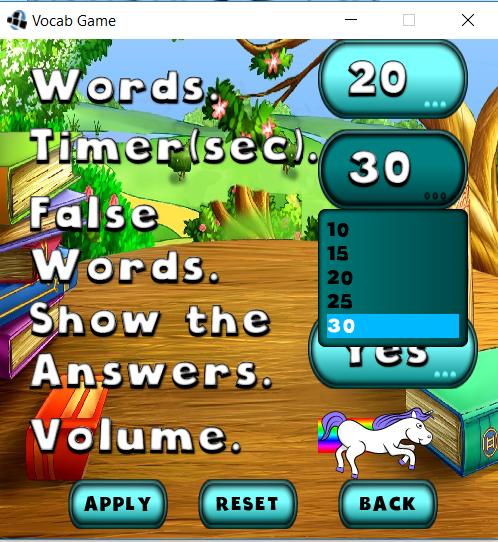 Vocab Game
Words. 20
Timer(sec). 30
False
Words.
10
15
20
25
30
Show the
Answers. Yes
Volume.
APPLY RESET BACK